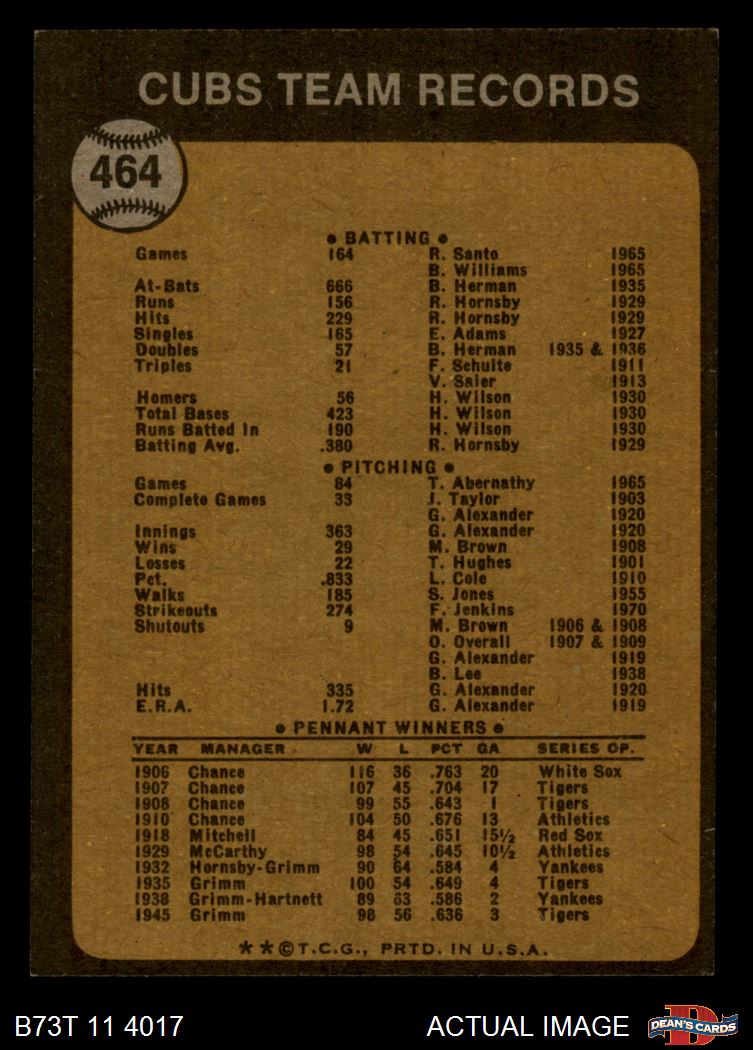 CUBS TEAM RECORDS
464
● BATTING ●
Games 164 R. Santo 1965
B. Williams 1965
At-Bats 666 B. Herman 1935
Runs 156 R. Hornsby 1929
Hits 229 R. Hornsby 1929
Singles 165 E. Adams 1927
Doubles 57 B. Herman 1935 & 1936
Triples 21 F. Schulte 1911
V. Saier 1913
Homers 56 H. Wilson 1930
Total Bases 423 H. Wilson 1930
Runs Batted In 190 H. Wilson 1930
Batting Avg. .380 R. Hornsby 1929
● PITCHING ●
Games 84 T. Abernathy 1965
Complete Games 33 J. Taylor 1903
G. Alexander 1920
Innings 363 G. Alexander 1920
Wins 29 M. Brown 1908
Losses 22 T. Hughes 1901
Pct. .833 L. Cole 1910
Walks 185 S. Jones 1955
Strikeouts 274 F. Jenkins 1970
Shutouts 9 M. Brown 1906 & 1908
O. Overall 1907 & 1909
G. Alexander 1919
B. Lee 1938
Hits 335 G. Alexander 1920
E.R.A. 1.72 G. Alexander 1919
● PENNANT WINNERS ●
YEAR MANAGER W L PCT GA SERIES OP.
1906 Chance 116 36 .763 20 White Sox
1907 Chance 107 45 .704 17 Tigers
1908 Chance 99 55 .643 1 Tigers
1910 Chance 104 50 .676 13 Athletics
1918 Mitchell 84 45 .651 15½ Red Sox
1929 McCarthy 98 54 .645 10½ Athletics
1932 Hornsby-Grimm 90 64 .584 4 Yankees
1935 Grimm 100 54 .649 4 Tigers
1938 Grimm-Hartnett 89 63 .586 2 Yankees
1945 Grimm 98 56 .636 3 Tigers
★★©T.C.G., PRTD. IN U.S.A.
B73T 11 4017 ACTUAL IMAGE
D
DEAN'S CARDS